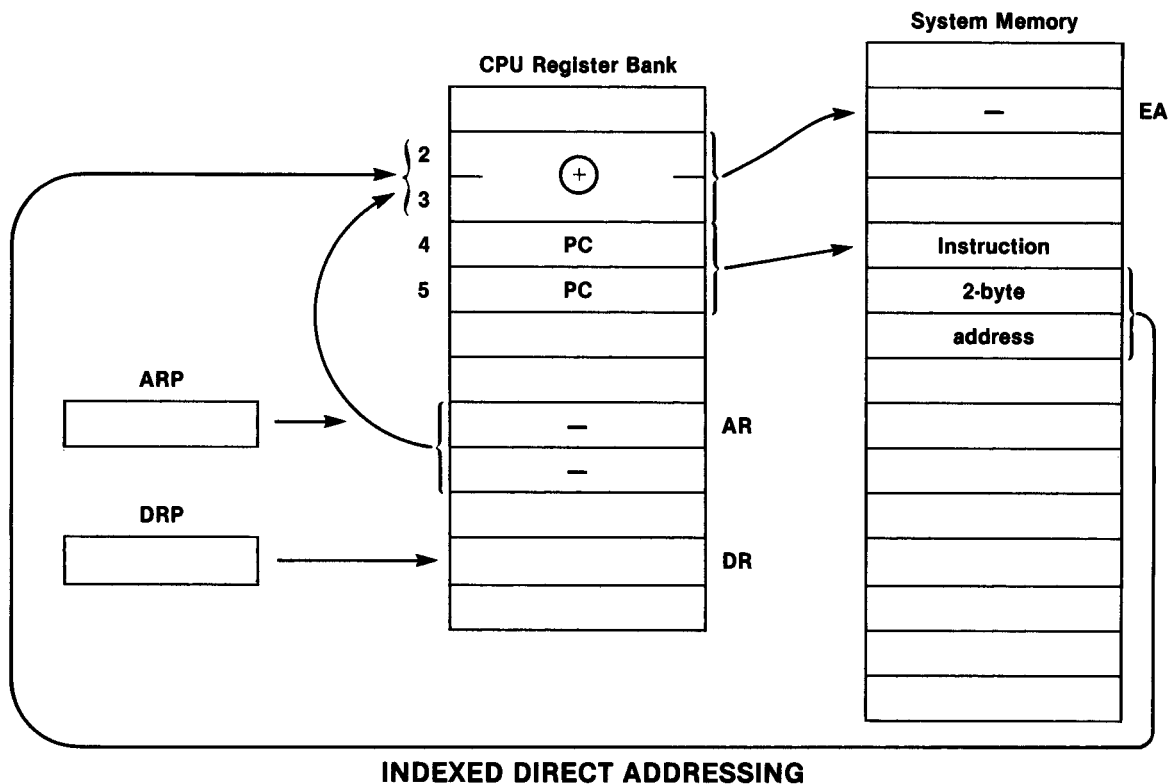 System Memory
CPU Register Bank
— EA
2
+
3
4 PC Instruction
5 PC 2-byte
address
ARP
— AR
—
DRP
DR
INDEXED DIRECT ADDRESSING